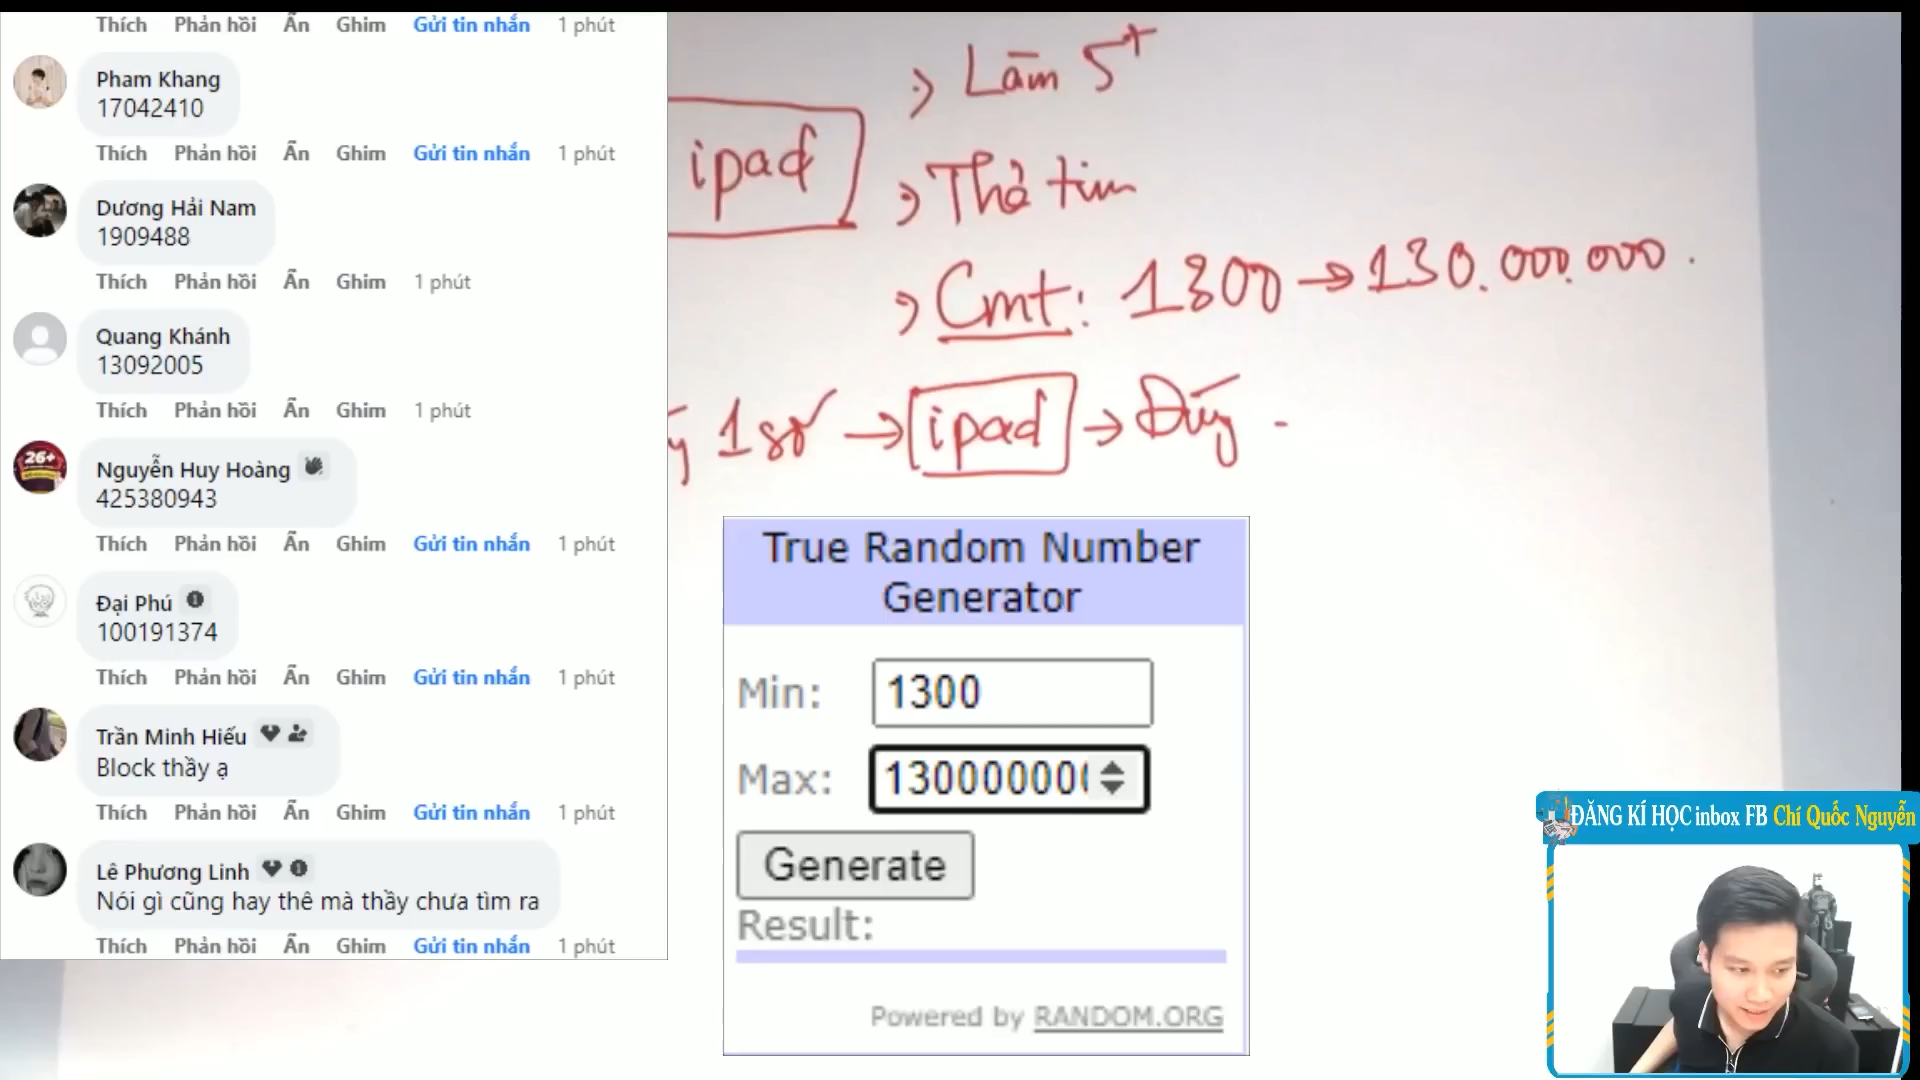 Thích Phản hồi Ẩn Ghim Gửi tin nhắn 1 phút
Pham Khang
17042410
Thích Phản hồi Ẩn Ghim Gửi tin nhắn 1 phút
Dương Hải Nam
1909488
Thích Phản hồi Ẩn Ghim 1 phút
Quang Khánh
13092005
Thích Phản hồi Ẩn Ghim 1 phút
26+
Nguyễn Huy Hoàng
425380943
Thích Phản hồi Ẩn Ghim Gửi tin nhắn 1 phút
Đại Phú
100191374
Thích Phản hồi Ẩn Ghim Gửi tin nhắn 1 phút
Trần Minh Hiếu
Block thầy ạ
Thích Phản hồi Ẩn Ghim Gửi tin nhắn 1 phút
Lê Phương Linh
Nói gì cũng hay thê mà thầy chưa tìm ra
Thích Phản hồi Ẩn Ghim Gửi tin nhắn 1 phút
ipad
Làm 5+
Thả tim
Cmt: 1300 → 130.000.000.
1 số → ipad → Đúng.
True Random Number
Generator
Min: 1300
Max: 13000000
Generate
Result:
Powered by RANDOM.ORG
ĐĂNG KÍ HỌC inbox FB Chí Quốc Nguyễn